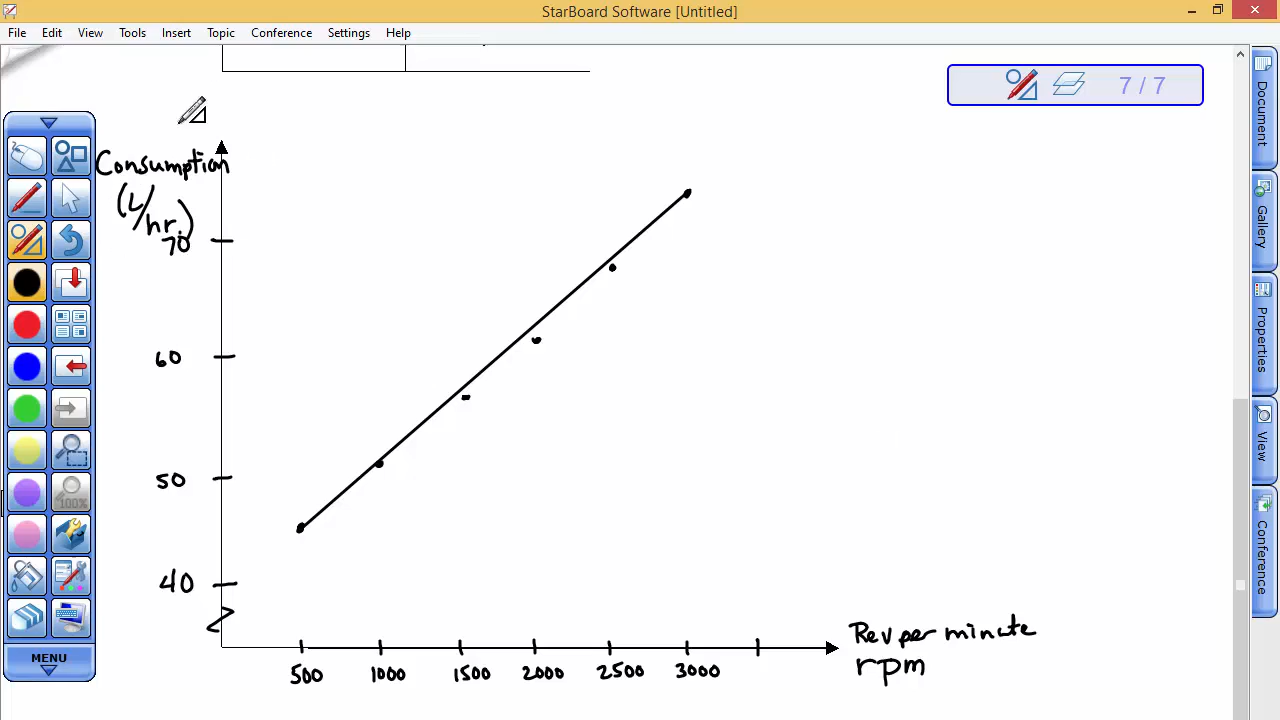 StarBoard Software [Untitled]
File Edit View Tools Insert Topic Conference Settings Help
7 / 7
Document
Gallery
Properties
View
Conference
100%
MENU
Consumption
(L/hr.)
70
60
50
40
500 1000 1500 2000 2500 3000
Rev per minute
rpm